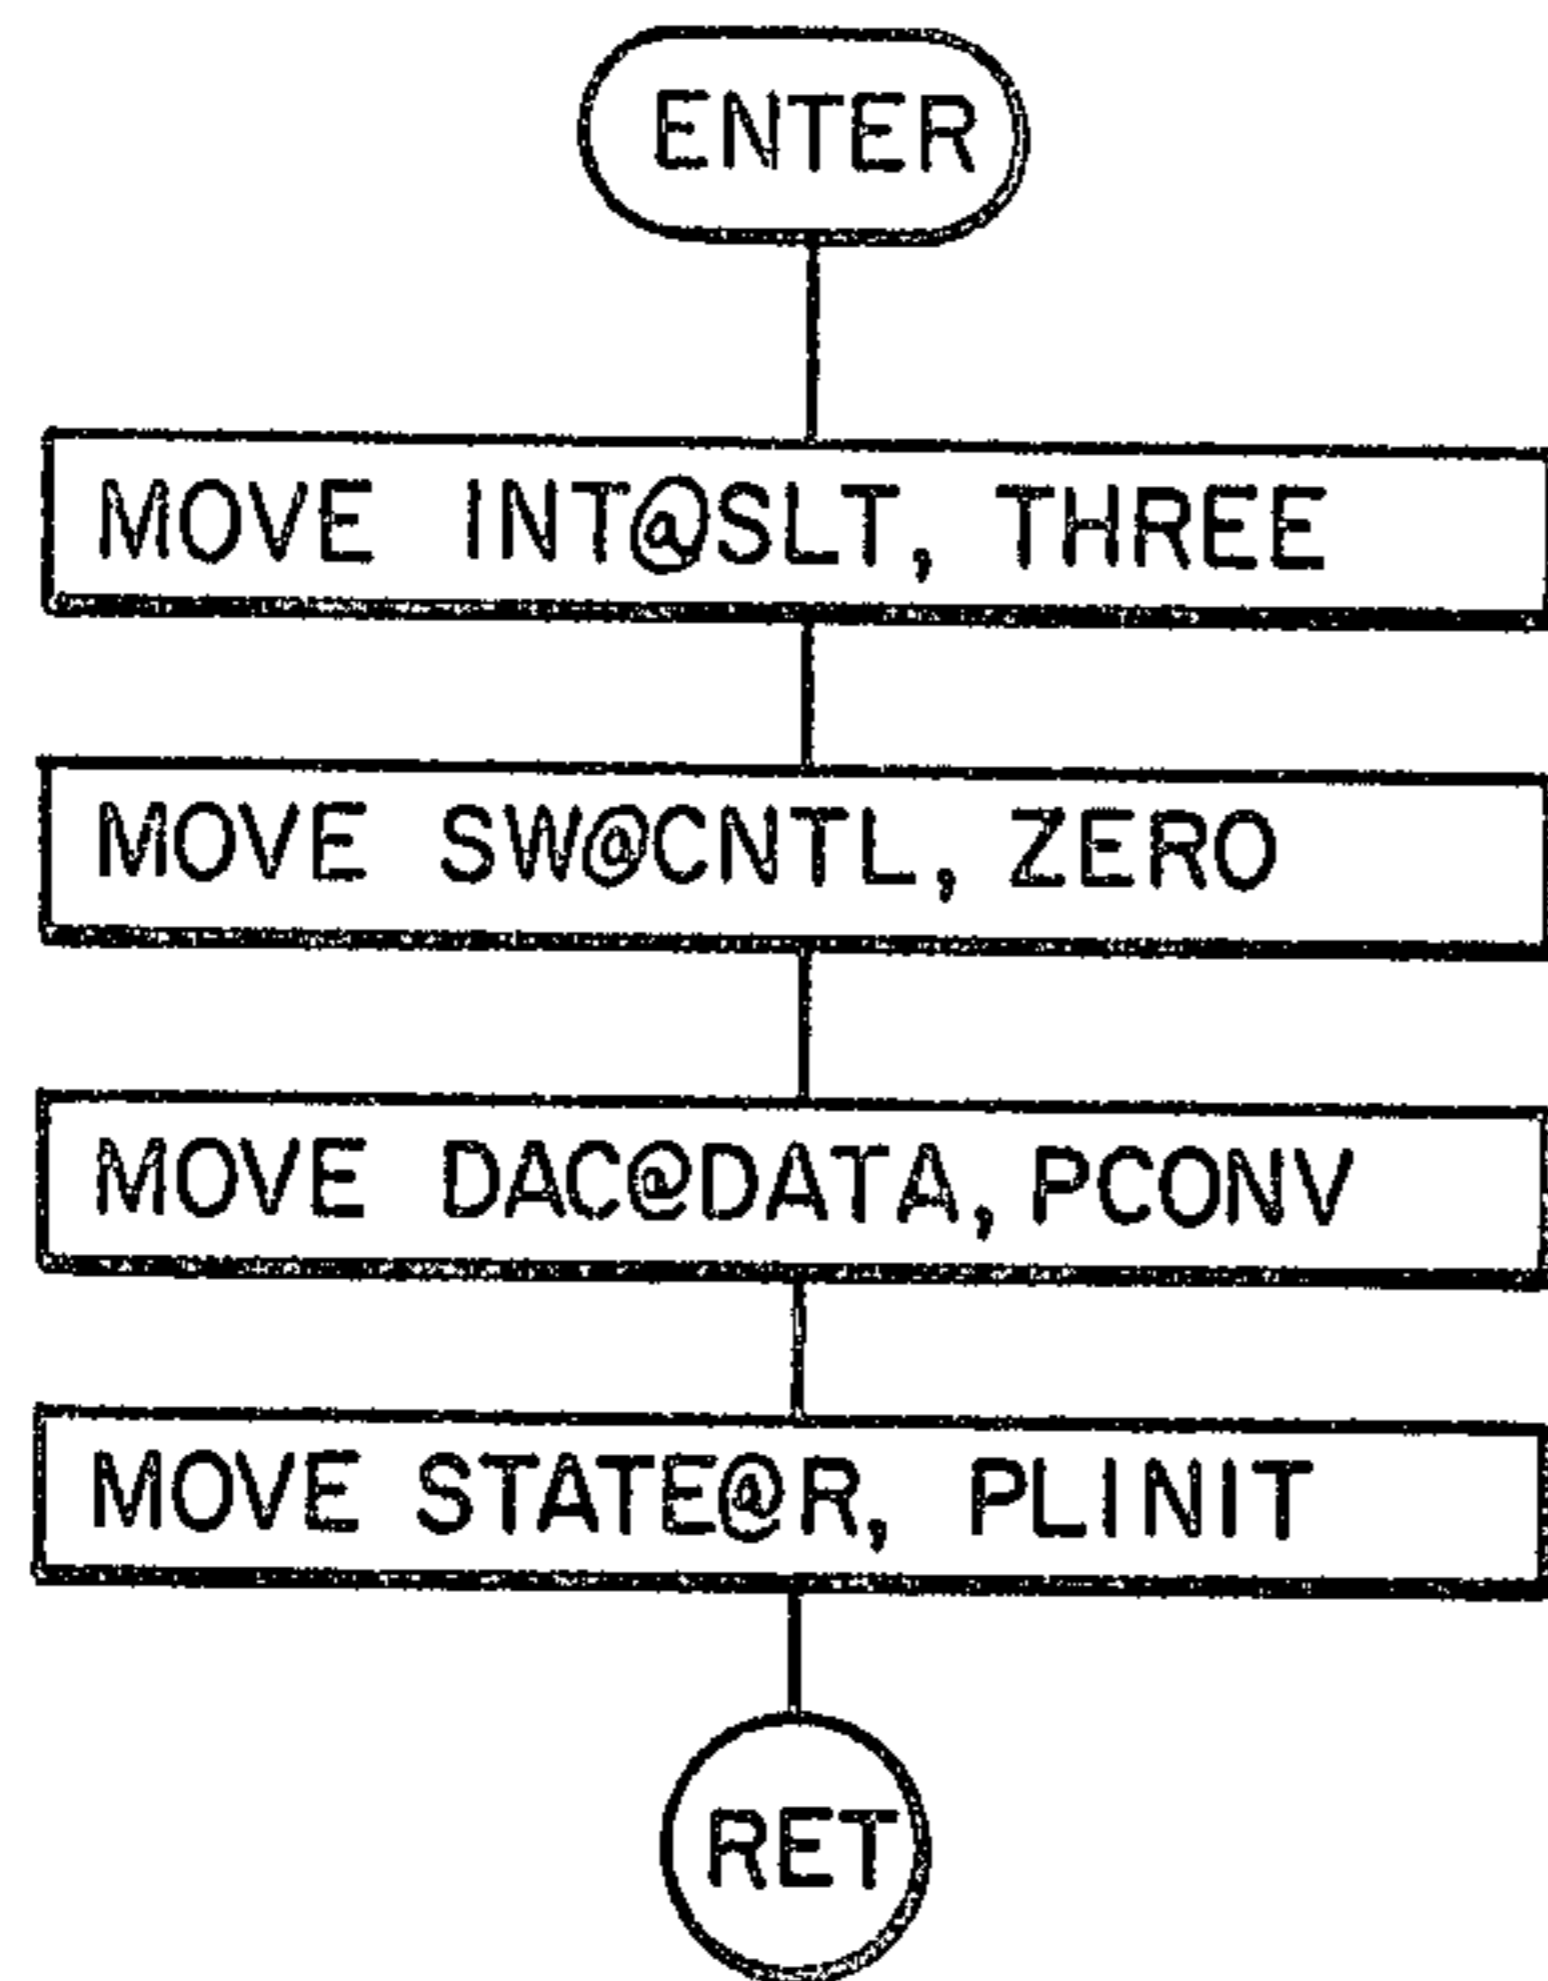 ENTER
MOVE INT@SLT, THREE
MOVE SW@CNTL, ZERO
MOVE DAC@DATA, PCONV
MOVE STATE@R, PLINIT
RET